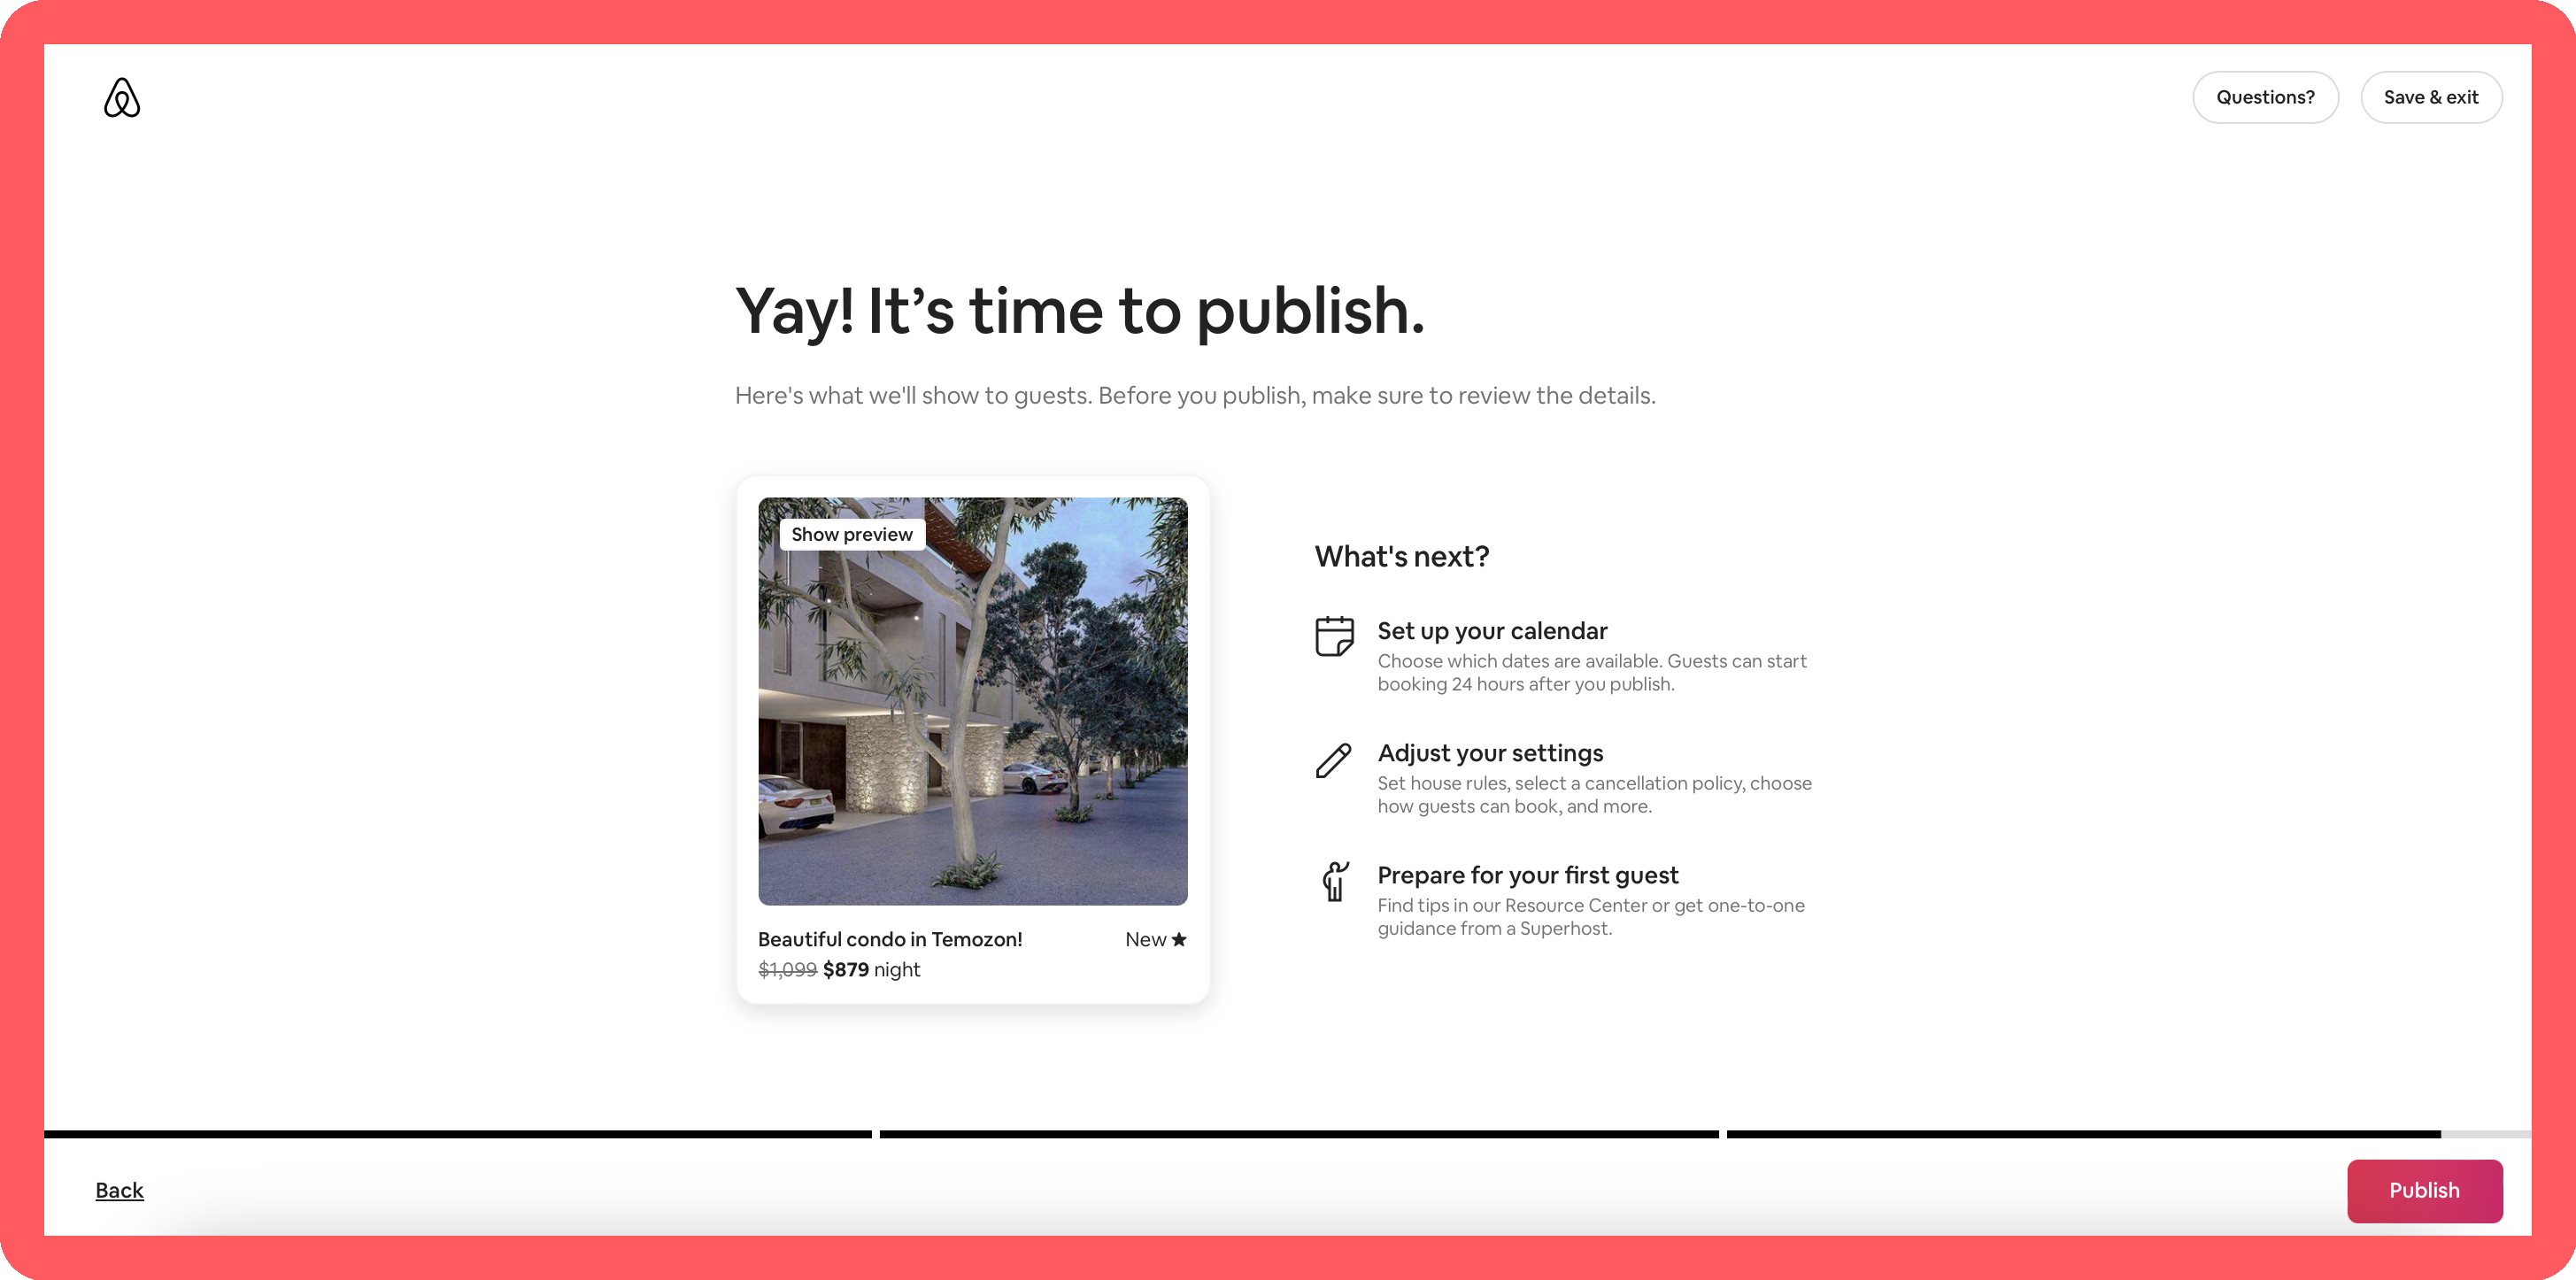 Questions?
Save & exit
Yay! It’s time to publish.
Here's what we'll show to guests. Before you publish, make sure to review the details.
Show preview
Beautiful condo in Temozon!
New ★
$1,099 $879 night
What's next?
Set up your calendar
Choose which dates are available. Guests can start
booking 24 hours after you publish.
Adjust your settings
Set house rules, select a cancellation policy, choose
how guests can book, and more.
Prepare for your first guest
Find tips in our Resource Center or get one-to-one
guidance from a Superhost.
Back
Publish